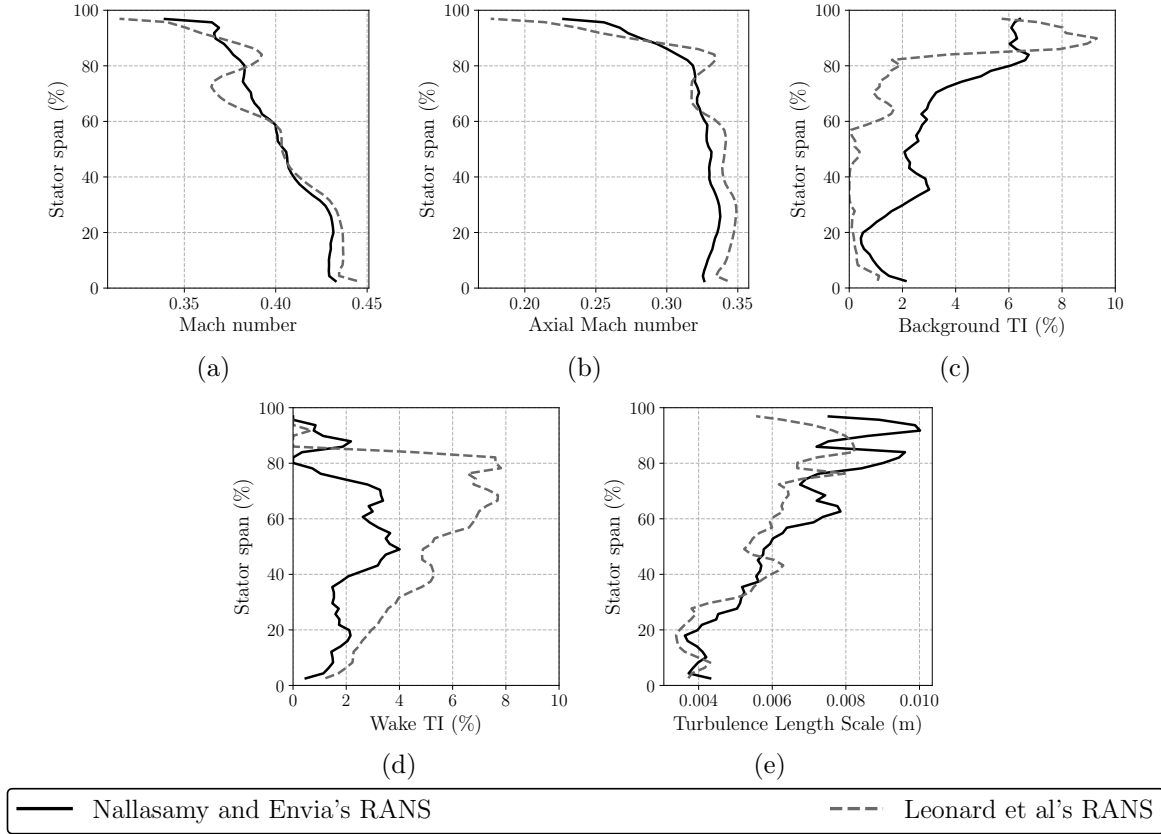 100
80
60
40
20
0
Stator span (%)
0.35 0.40 0.45
Mach number
(a)
100
80
60
40
20
0
Stator span (%)
0.20 0.25 0.30 0.35
Axial Mach number
(b)
100
80
60
40
20
0
Stator span (%)
0 2 4 6 8 10
Background TI (%)
(c)
100
80
60
40
20
0
Stator span (%)
0 2 4 6 8 10
Wake TI (%)
(d)
100
80
60
40
20
0
Stator span (%)
0.004 0.006 0.008 0.010
Turbulence Length Scale (m)
(e)
Nallasamy and Envia's RANS
Leonard et al's RANS